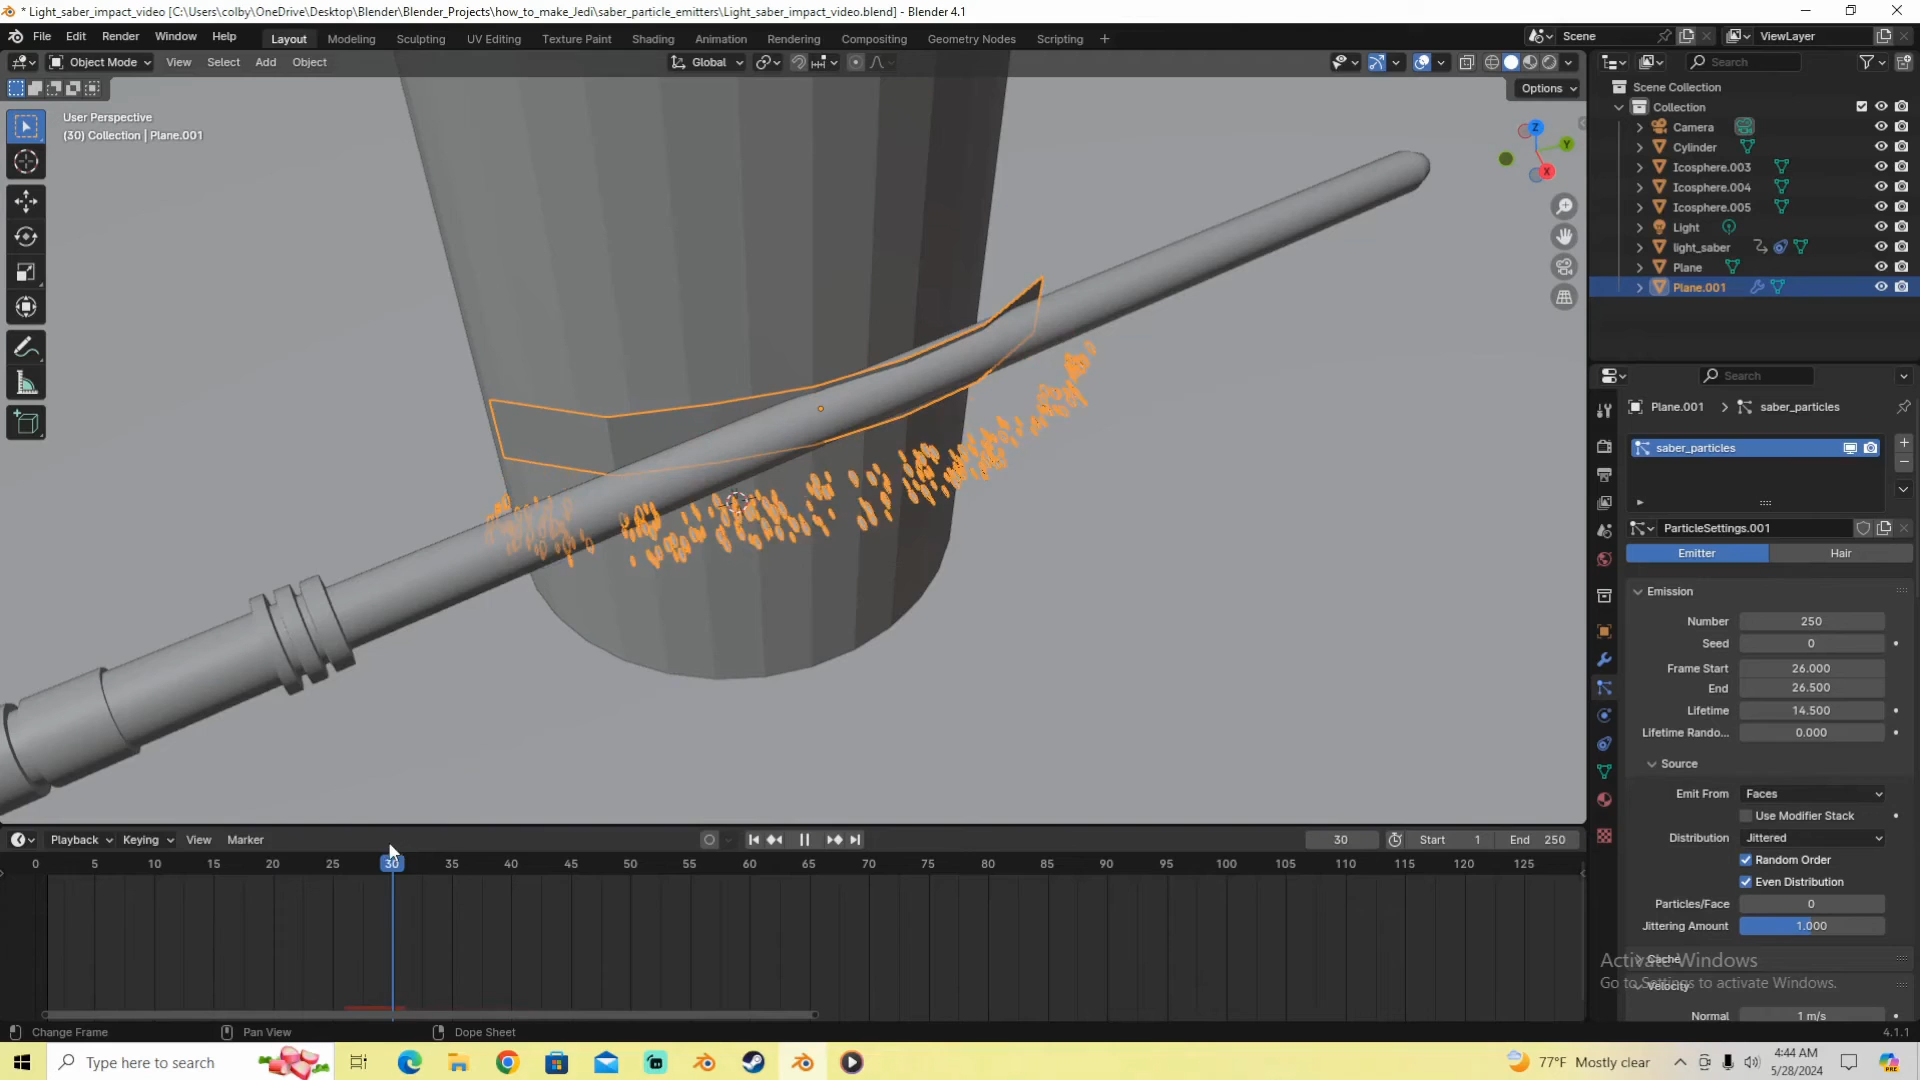 * Light_saber_impact_video [C:\Users\colby\OneDrive\Desktop\Blender\Blender_Projects\how_to_make_Jedi\saber_particle_emitters\Light_saber_impact_video.blend] - Blender 4.1
File Edit Render Window Help Layout Modeling Sculpting UV Editing Texture Paint Shading Animation Rendering Compositing Geometry Nodes Scripting + Scene ViewLayer
Object Mode View Select Add Object Global Search
Options
User Perspective
(30) Collection | Plane.001
Z
Y
X
Scene Collection
Collection
Camera
Cylinder
Icosphere.003
Icosphere.004
Icosphere.005
Light
light_saber
Plane
Plane.001
Search
Plane.001 > saber_particles
saber_particles
ParticleSettings.001
Emitter Hair
Emission
Number 250
Seed 0
Frame Start 26.000
End 26.500
Lifetime 14.500
Lifetime Rando... 0.000
Source
Emit From Faces
Use Modifier Stack
Distribution Jittered
Random Order
Even Distribution
Particles/Face 0
Jittering Amount 1.000
Cache
Velocity
Normal 1 m/s
Activate Windows
Go to Settings to activate Windows.
Playback Keying View Marker 30 Start 1 End 250
0 5 10 15 20 25 30 35 40 45 50 55 60 65 70 75 80 85 90 95 100 105 110 115 120 125
Change Frame Pan View Dope Sheet 4.1.1
Type here to search 77°F Mostly clear 4:44 AM
5/28/2024
PRE